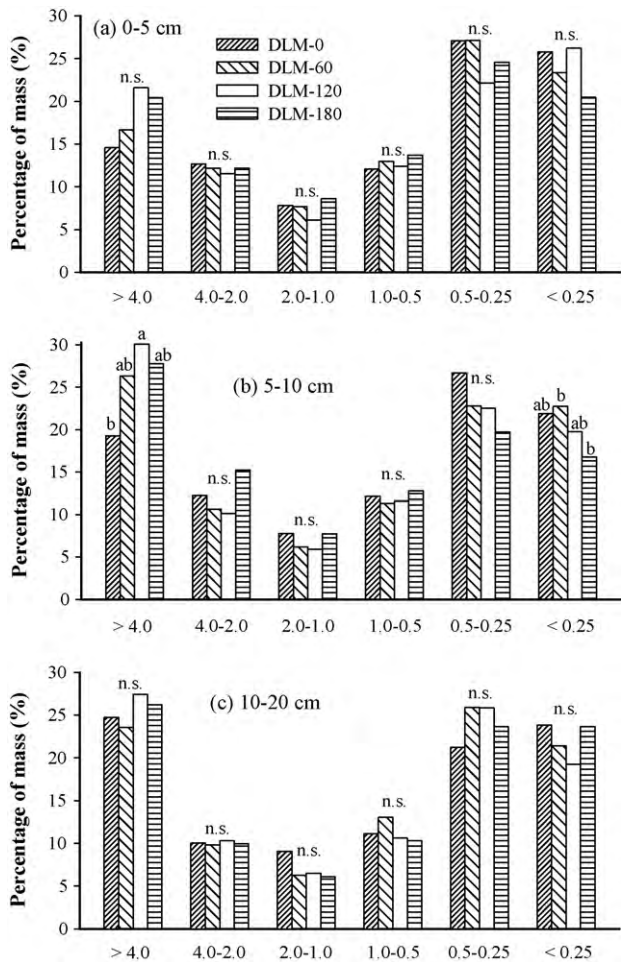 (a) 0-5 cm
DLM-0
DLM-60
DLM-120
DLM-180
Percentage of mass (%)
30
25
20
15
10
5
0
n.s.
n.s.
n.s.
n.s.
n.s.
n.s.
> 4.0
4.0-2.0
2.0-1.0
1.0-0.5
0.5-0.25
< 0.25
(b) 5-10 cm
Percentage of mass (%)
30
25
20
15
10
5
0
b
ab
a
ab
n.s.
n.s.
n.s.
n.s.
ab
b
ab
b
> 4.0
4.0-2.0
2.0-1.0
1.0-0.5
0.5-0.25
< 0.25
(c) 10-20 cm
Percentage of mass (%)
30
25
20
15
10
5
0
n.s.
n.s.
n.s.
n.s.
n.s.
n.s.
> 4.0
4.0-2.0
2.0-1.0
1.0-0.5
0.5-0.25
< 0.25